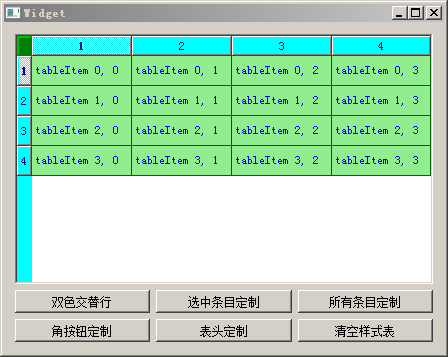 Widget
1 2 3 4
1 tableItem 0, 0 tableItem 0, 1 tableItem 0, 2 tableItem 0, 3
2 tableItem 1, 0 tableItem 1, 1 tableItem 1, 2 tableItem 1, 3
3 tableItem 2, 0 tableItem 2, 1 tableItem 2, 2 tableItem 2, 3
4 tableItem 3, 0 tableItem 3, 1 tableItem 3, 2 tableItem 3, 3
双色交替行 选中条目定制 所有条目定制
角按钮定制 表头定制 清空样式表